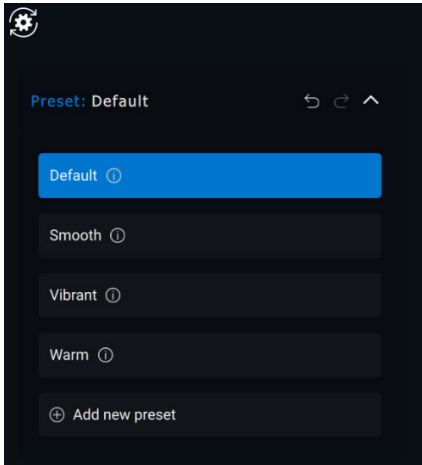 Preset: Default
Default
Smooth
Vibrant
Warm
Add new preset